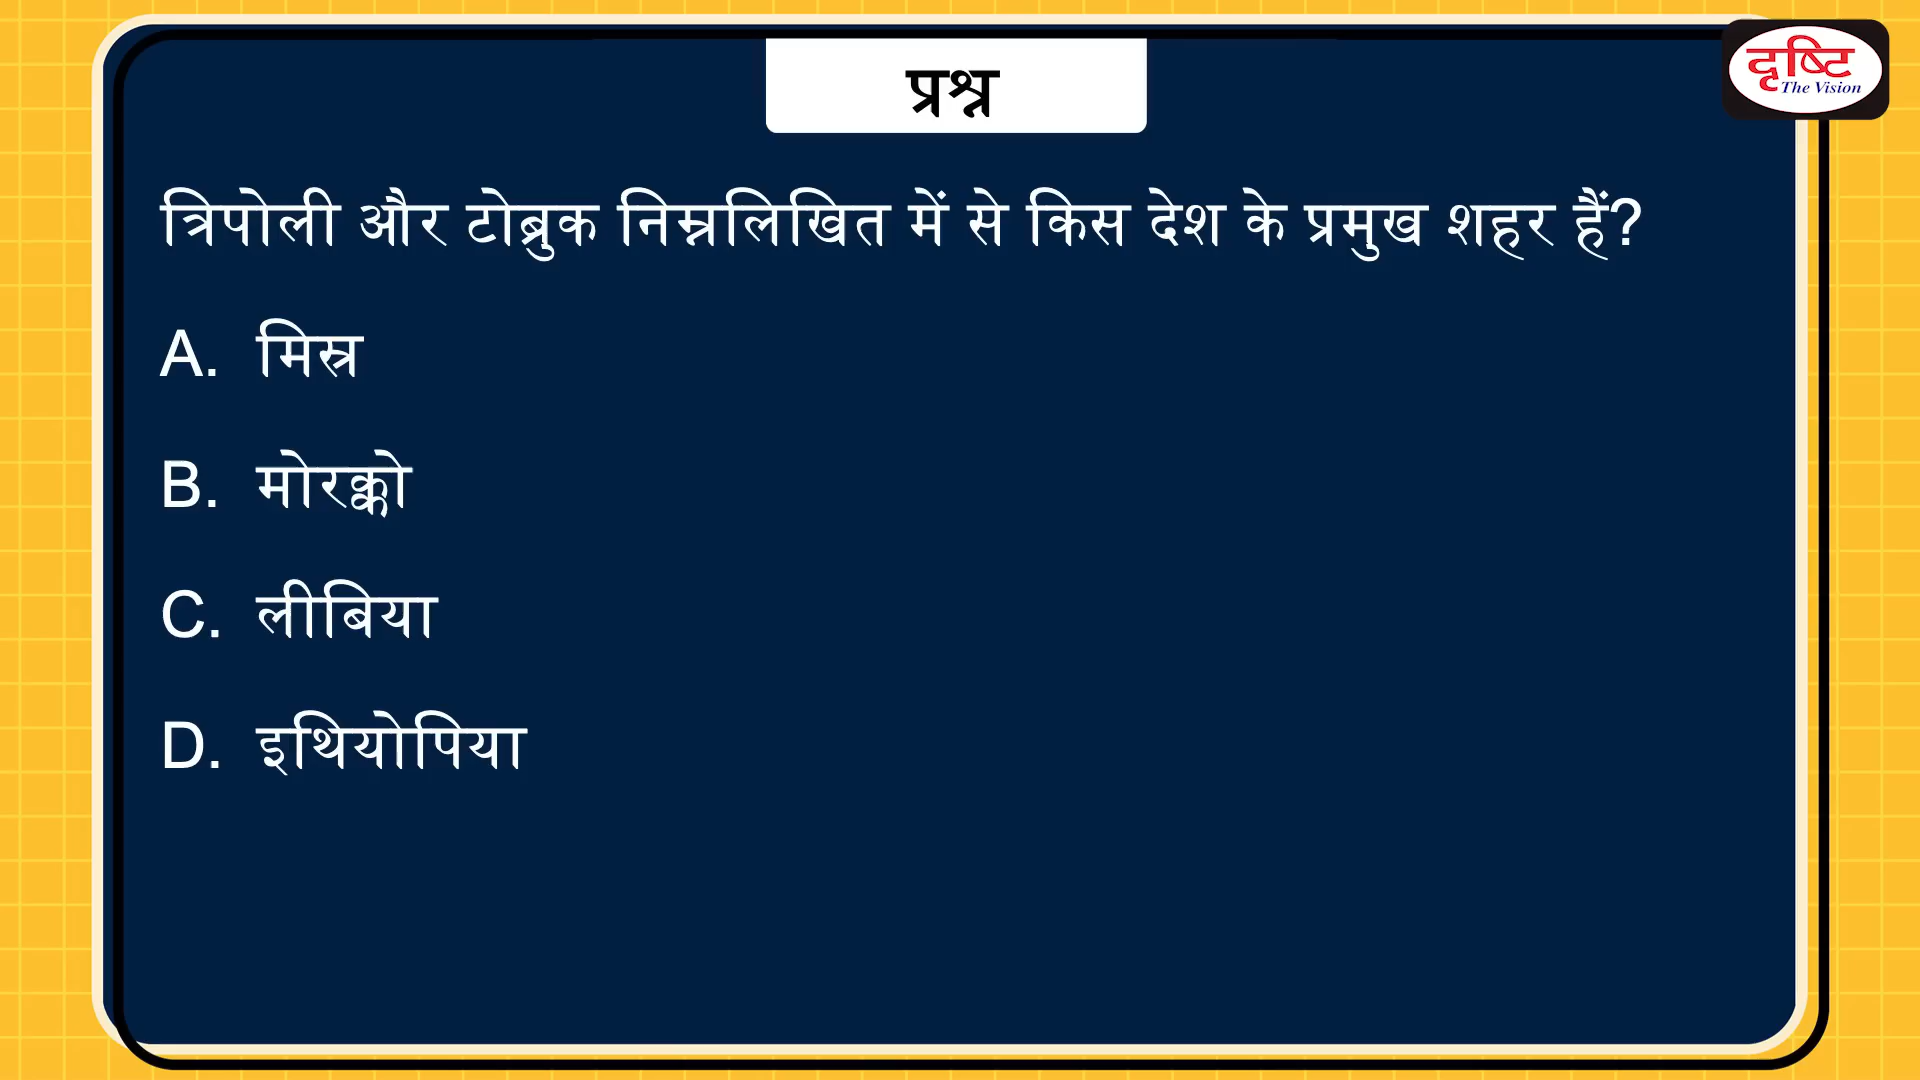 प्रश्न
दृष्टि
The Vision
त्रिपोली और टोब्रुक निम्नलिखित में से किस देश के प्रमुख शहर हैं?
A. मिस्र
B. मोरक्को
C. लीबिया
D. इथियोपिया